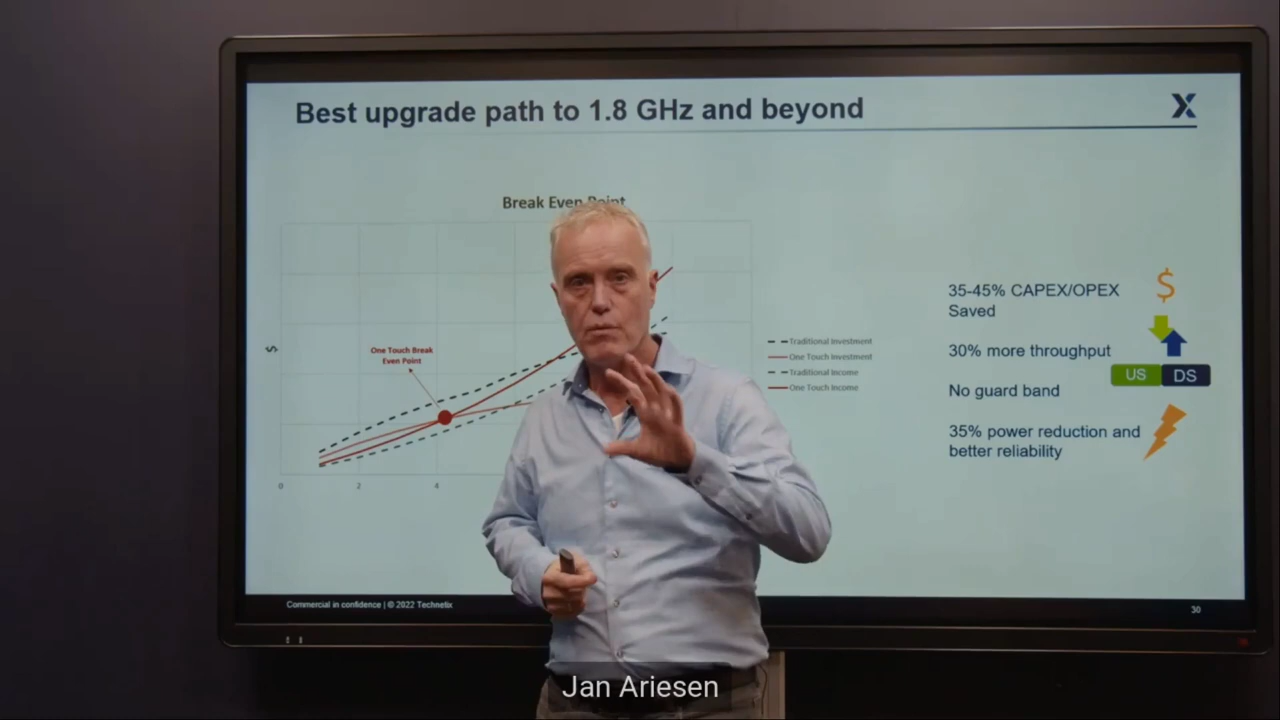 Best upgrade path to 1.8 GHz and beyond
Break Even Point
35-45% CAPEX/OPEX
Saved
30% more throughput
US DS
No guard band
35% power reduction and
better reliability
$
One Touch Break
Even Point
Traditional Investment
One Touch Investment
Traditional Income
One Touch Income
0 2 4
Commercial in confidence | © 2022 Technetix
30
Jan Ariesen